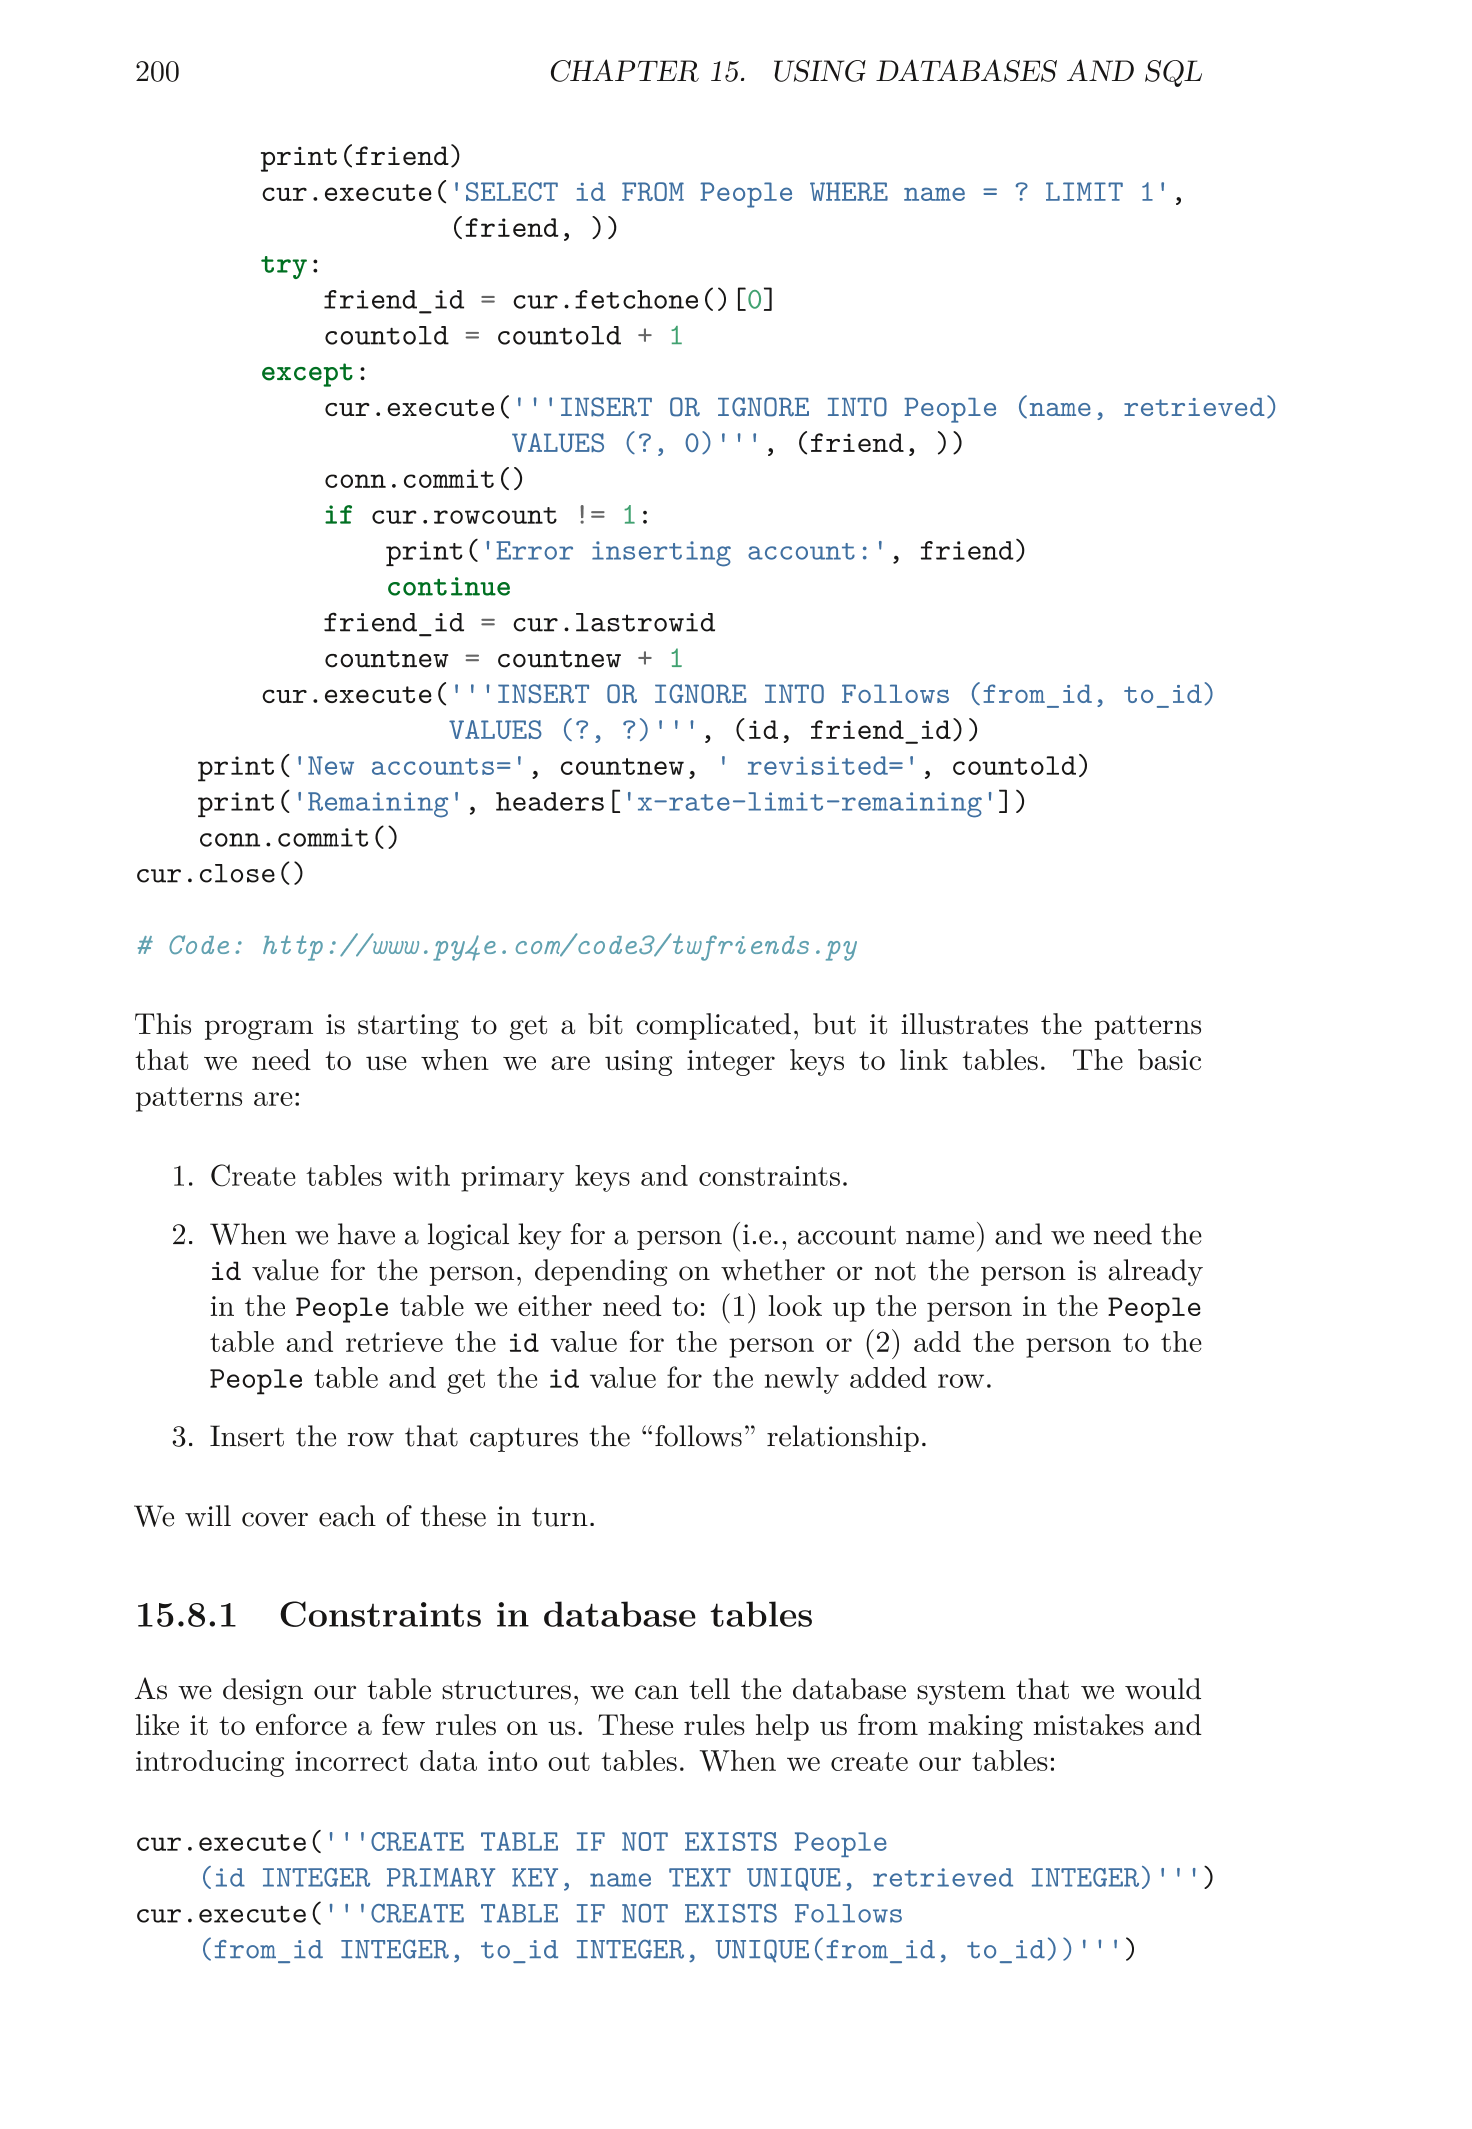 200 CHAPTER 15. USING DATABASES AND SQL
        print(friend)
        cur.execute('SELECT id FROM People WHERE name = ? LIMIT 1',
                    (friend, ))
        try:
            friend_id = cur.fetchone()[0]
            countold = countold + 1
        except:
            cur.execute('''INSERT OR IGNORE INTO People (name, retrieved)
                        VALUES (?, 0)''', (friend, ))
            conn.commit()
            if cur.rowcount != 1:
                print('Error inserting account:', friend)
                continue
            friend_id = cur.lastrowid
            countnew = countnew + 1
        cur.execute('''INSERT OR IGNORE INTO Follows (from_id, to_id)
                    VALUES (?, ?)''', (id, friend_id))
    print('New accounts=', countnew, ' revisited=', countold)
    print('Remaining', headers['x-rate-limit-remaining'])
    conn.commit()
cur.close()
# Code: http://www.py4e.com/code3/twfriends.py
This program is starting to get a bit complicated, but it illustrates the patterns
that we need to use when we are using integer keys to link tables. The basic
patterns are:
1. Create tables with primary keys and constraints.
2. When we have a logical key for a person (i.e., account name) and we need the
id value for the person, depending on whether or not the person is already
in the People table we either need to: (1) look up the person in the People
table and retrieve the id value for the person or (2) add the person to the
People table and get the id value for the newly added row.
3. Insert the row that captures the “follows” relationship.
We will cover each of these in turn.
15.8.1 Constraints in database tables
As we design our table structures, we can tell the database system that we would
like it to enforce a few rules on us. These rules help us from making mistakes and
introducing incorrect data into out tables. When we create our tables:
cur.execute('''CREATE TABLE IF NOT EXISTS People
    (id INTEGER PRIMARY KEY, name TEXT UNIQUE, retrieved INTEGER)''')
cur.execute('''CREATE TABLE IF NOT EXISTS Follows
    (from_id INTEGER, to_id INTEGER, UNIQUE(from_id, to_id))''')